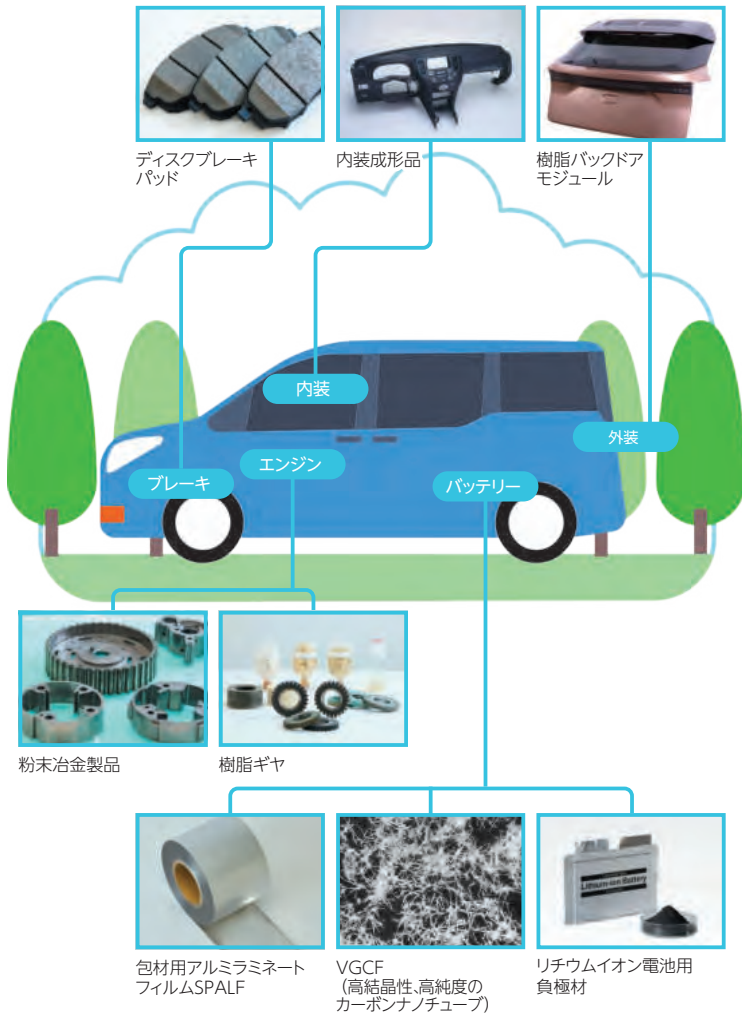 ディスクブレーキ
パッド
内装成形品
樹脂バックドア
モジュール
内装
外装
エンジン
ブレーキ
バッテリー
粉末冶金製品
樹脂ギヤ
Lithium-ion Battery
包材用アルミラミネート
フィルムSPALF
VGCF
(高結晶性、高純度の
カーボンナノチューブ)
リチウムイオン電池用
負極材